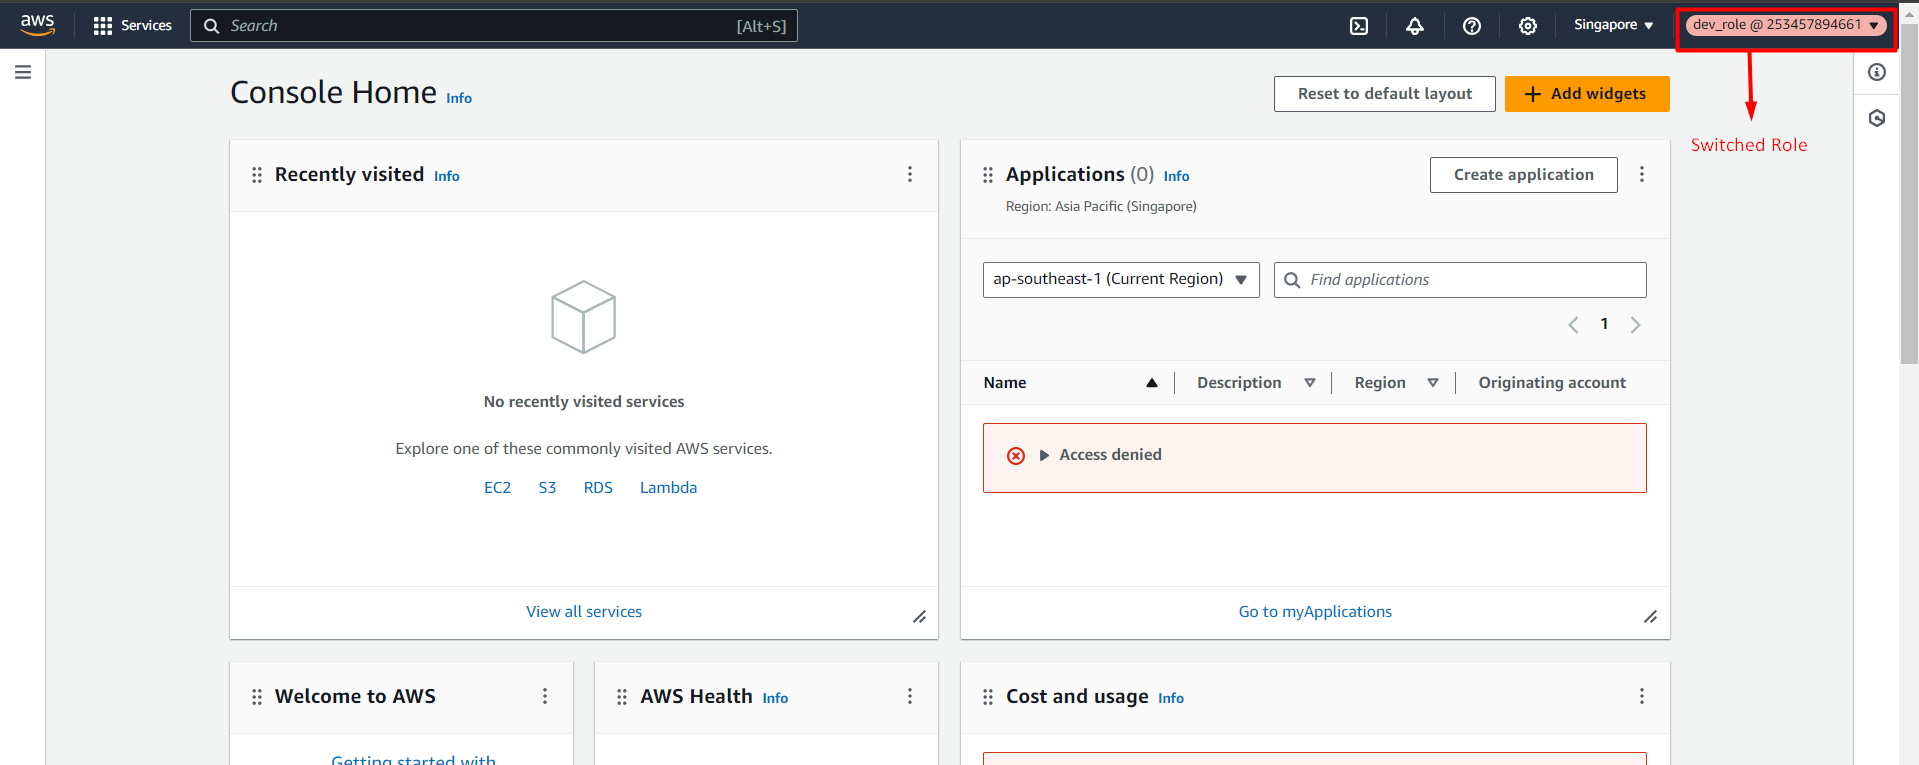 aws Services Search [Alt+S] Singapore dev_role @ 253457894661
Console Home Info Reset to default layout Add widgets
Switched Role
Recently visited Info
No recently visited services
Explore one of these commonly visited AWS services.
EC2 S3 RDS Lambda
View all services
Applications (0) Info Create application
Region: Asia Pacific (Singapore)
ap-southeast-1 (Current Region) Find applications
1
Name Description Region Originating account
Access denied
Go to myApplications
Welcome to AWS
Getting started with
AWS Health Info
Cost and usage Info